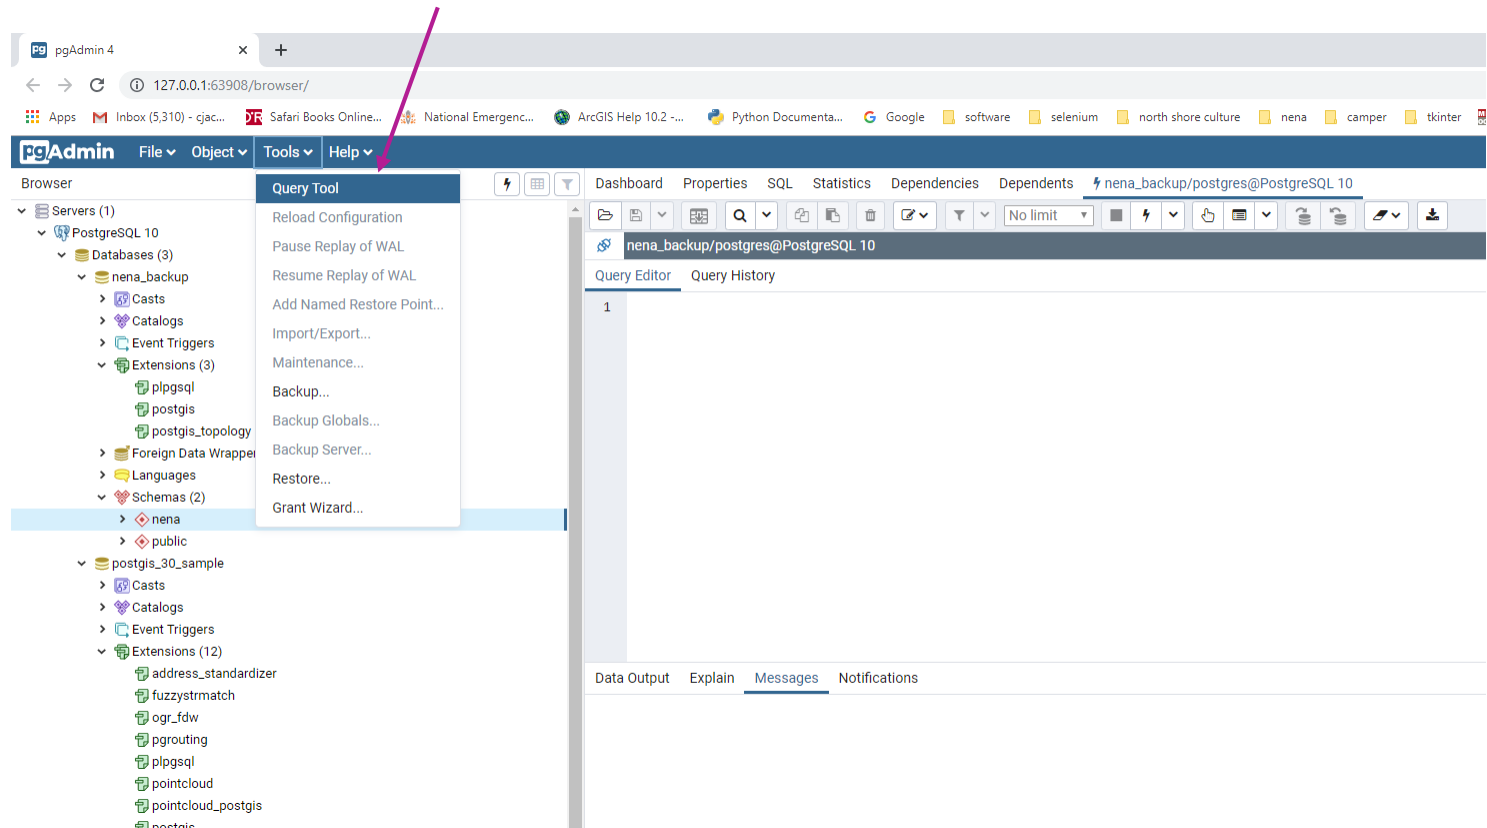 pgAdmin 4
127.0.0.1:63908/browser/
Apps Inbox (5,310) - cjac... Safari Books Online... National Emergenc... ArcGIS Help 10.2 -... Python Documenta... Google software selenium north shore culture nena camper tkinter
pgAdmin File Object Tools Help
Browser
Servers (1)
PostgreSQL 10
Databases (3)
nena_backup
Casts
Catalogs
Event Triggers
Extensions (3)
plpgsql
postgis
postgis_topology
Foreign Data Wrapper
Languages
Schemas (2)
nena
public
postgis_30_sample
Casts
Catalogs
Event Triggers
Extensions (12)
address_standardizer
fuzzystrmatch
ogr_fdw
pgrouting
plpgsql
pointcloud
pointcloud_postgis
postgis
Query Tool
Reload Configuration
Pause Replay of WAL
Resume Replay of WAL
Add Named Restore Point...
Import/Export...
Maintenance...
Backup...
Backup Globals...
Backup Server...
Restore...
Grant Wizard...
Dashboard Properties SQL Statistics Dependencies Dependents nena_backup/postgres@PostgreSQL 10
No limit
nena_backup/postgres@PostgreSQL 10
Query Editor Query History
1
Data Output Explain Messages Notifications